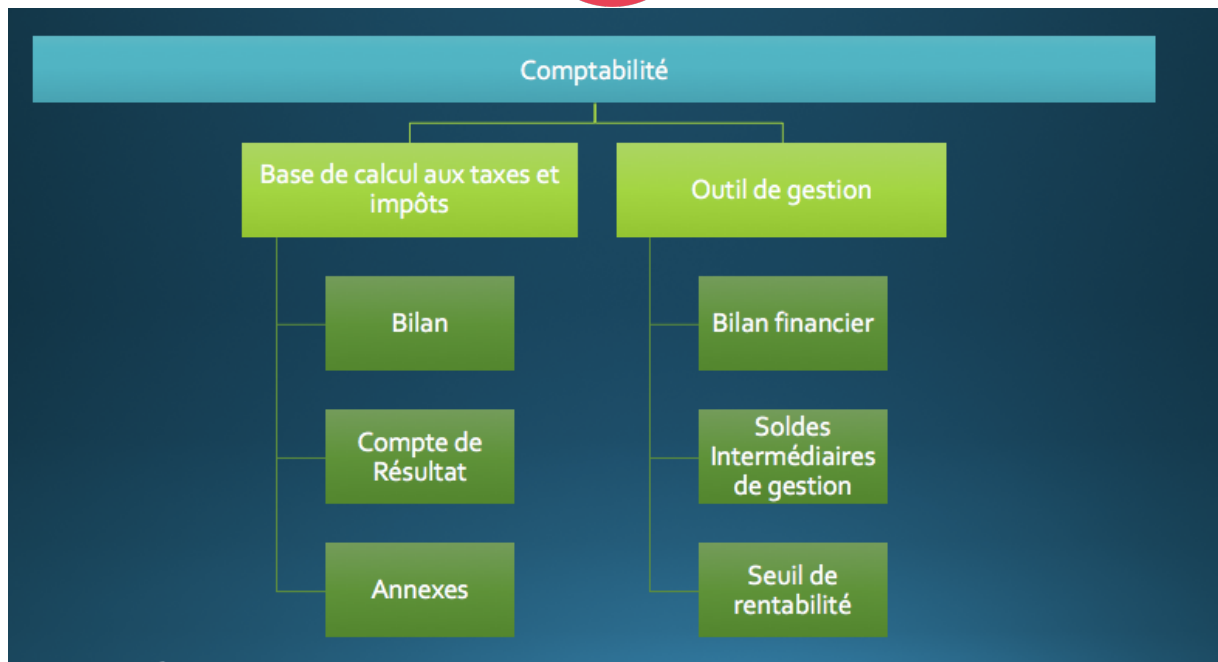 Comptabilité
Base de calcul aux taxes et
impôts
Bilan
Compte de
Résultat
Annexes
Outil de gestion
Bilan financier
Soldes
Intermédiaires
de gestion
Seuil de
rentabilité